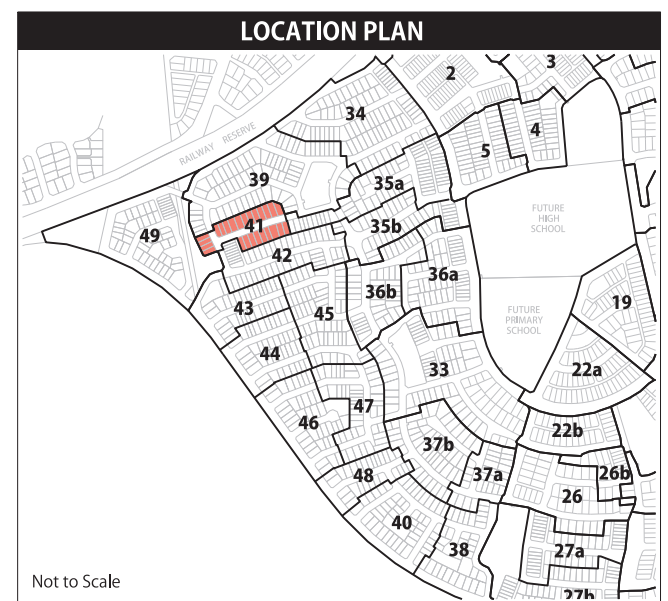 LOCATION PLAN
2
3
34
4
5
RAILWAY RESERVE
39
35a
41
49
35b
FUTURE
HIGH
SCHOOL
42
36a
36b
43
45
19
FUTURE
PRIMARY
SCHOOL
44
33
22a
47
46
22b
37b
48
37a
26b
26
40
38
27a
Not to Scale
27b